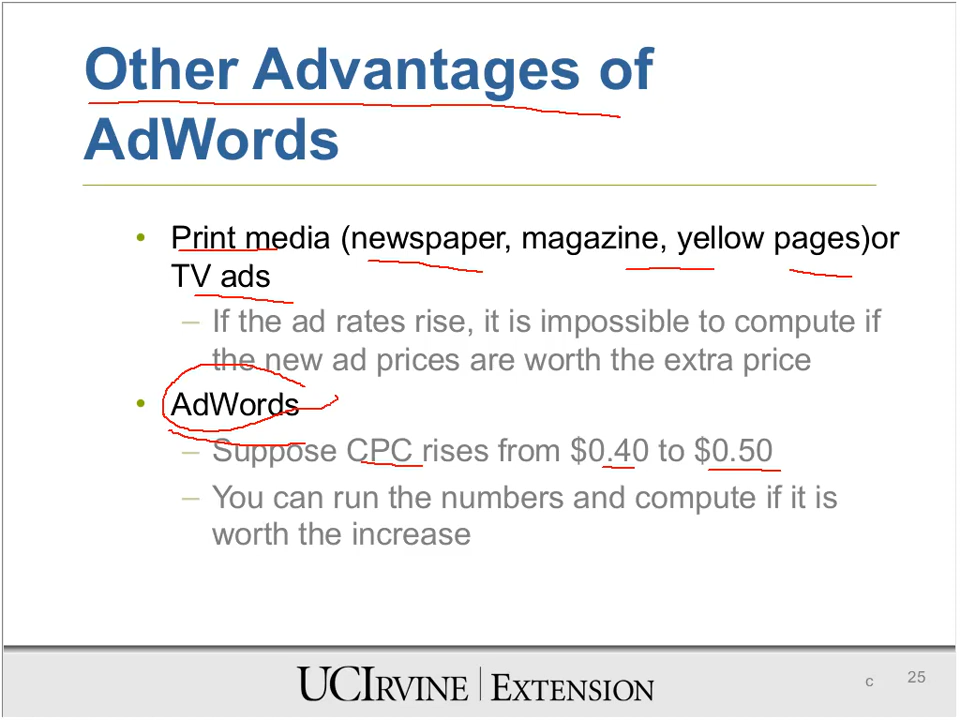 Other Advantages of
AdWords
• Print media (newspaper, magazine, yellow pages)or
TV ads
– If the ad rates rise, it is impossible to compute if
the new ad prices are worth the extra price
• AdWords
– Suppose CPC rises from $0.40 to $0.50
– You can run the numbers and compute if it is
worth the increase
UCIRVINE | EXTENSION
c 25